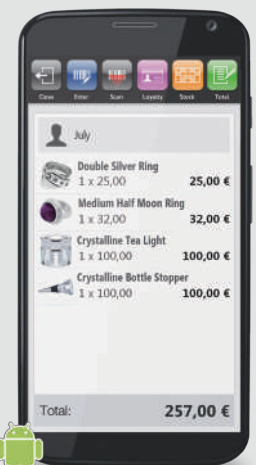 Close Enter Scan Loyalty Stock Total
July
Double Silver Ring
1 x 25,00 25,00 €
Medium Half Moon Ring
1 x 32,00 32,00 €
Crystalline Tea Light
1 x 100,00 100,00 €
Crystalline Bottle Stopper
1 x 100,00 100,00 €
Total: 257,00 €